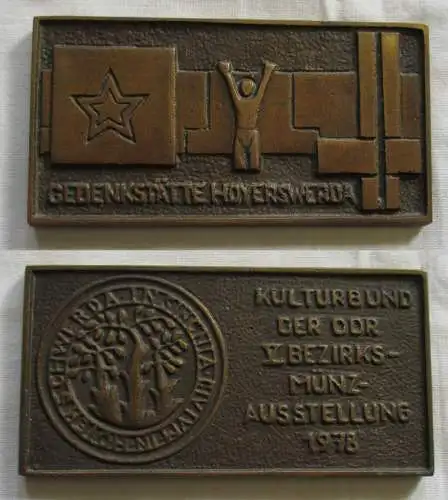 GEDENKSTÄTTE HOYERSWERDA
KULTURBUND
DER DDR
V. BEZIRKS-
MÜNZ-
AUSSTELLUNG
1978